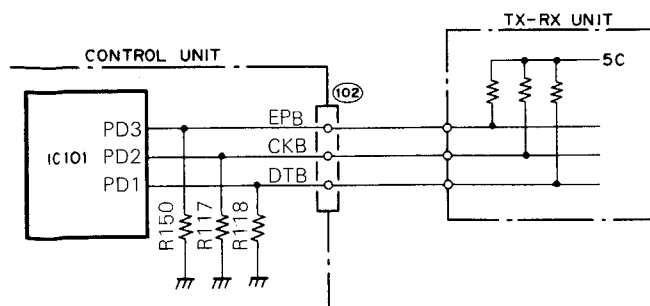 TX-RX UNIT
CONTROL UNIT
5C
102
IC101
PD3
EPB
PD2
CKB
PD1
DTB
R150
R117
R118